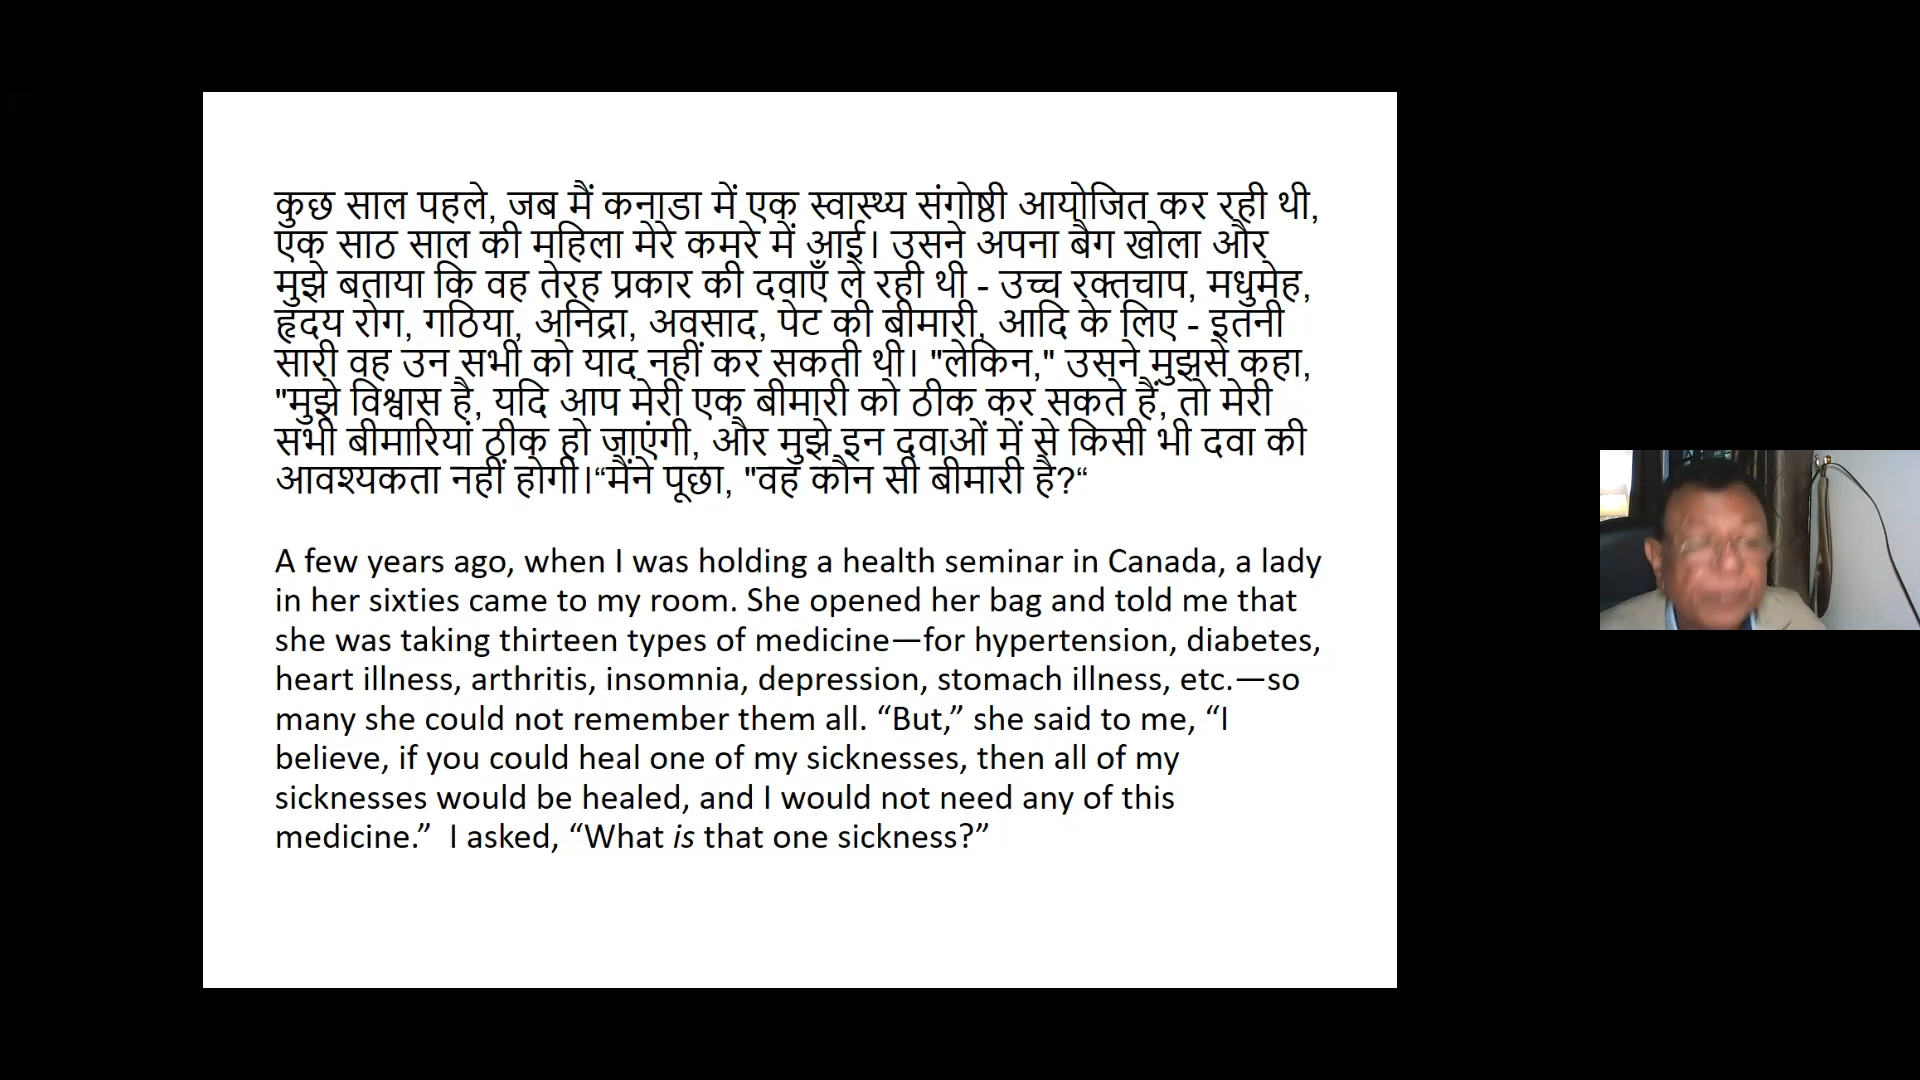 कुछ साल पहले, जब मैं कनाडा में एक स्वास्थ्य संगोष्ठी आयोजित कर रही थी,
एक साठ साल की महिला मेरे कमरे में आई। उसने अपना बैग खोला और
मुझे बताया कि वह तेरह प्रकार की दवाएँ ले रही थी - उच्च रक्तचाप, मधुमेह,
हृदय रोग, गठिया, अनिद्रा, अवसाद, पेट की बीमारी, आदि के लिए - इतनी
सारी वह उन सभी को याद नहीं कर सकती थी। "लेकिन," उसने मुझसे कहा,
"मुझे विश्वास है, यदि आप मेरी एक बीमारी को ठीक कर सकते हैं, तो मेरी
सभी बीमारियां ठीक हो जाएंगी, और मुझे इन दवाओं में से किसी भी दवा की
आवश्यकता नहीं होगी।“मैंने पूछा, "वह कौन सी बीमारी है?“
A few years ago, when I was holding a health seminar in Canada, a lady
in her sixties came to my room. She opened her bag and told me that
she was taking thirteen types of medicine—for hypertension, diabetes,
heart illness, arthritis, insomnia, depression, stomach illness, etc.—so
many she could not remember them all. “But,” she said to me, “I
believe, if you could heal one of my sicknesses, then all of my
sicknesses would be healed, and I would not need any of this
medicine.”  I asked, “What is that one sickness?”